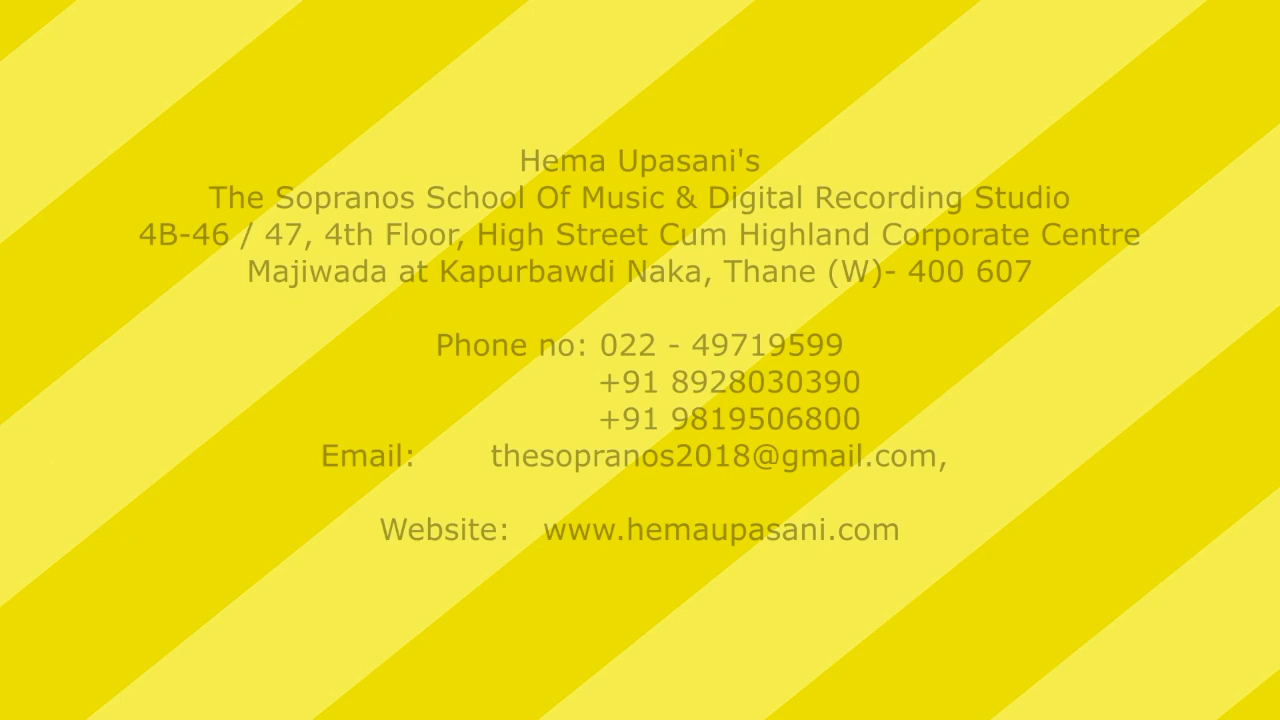 Hema Upasani's
The Sopranos School Of Music & Digital Recording Studio
4B-46 / 47, 4th Floor, High Street Cum Highland Corporate Centre
Majiwada at Kapurbawdi Naka, Thane (W)- 400 607
Phone no: 022 - 49719599
+91 8928030390
+91 9819506800
Email: thesopranos2018@gmail.com,
Website: www.hemaupasani.com